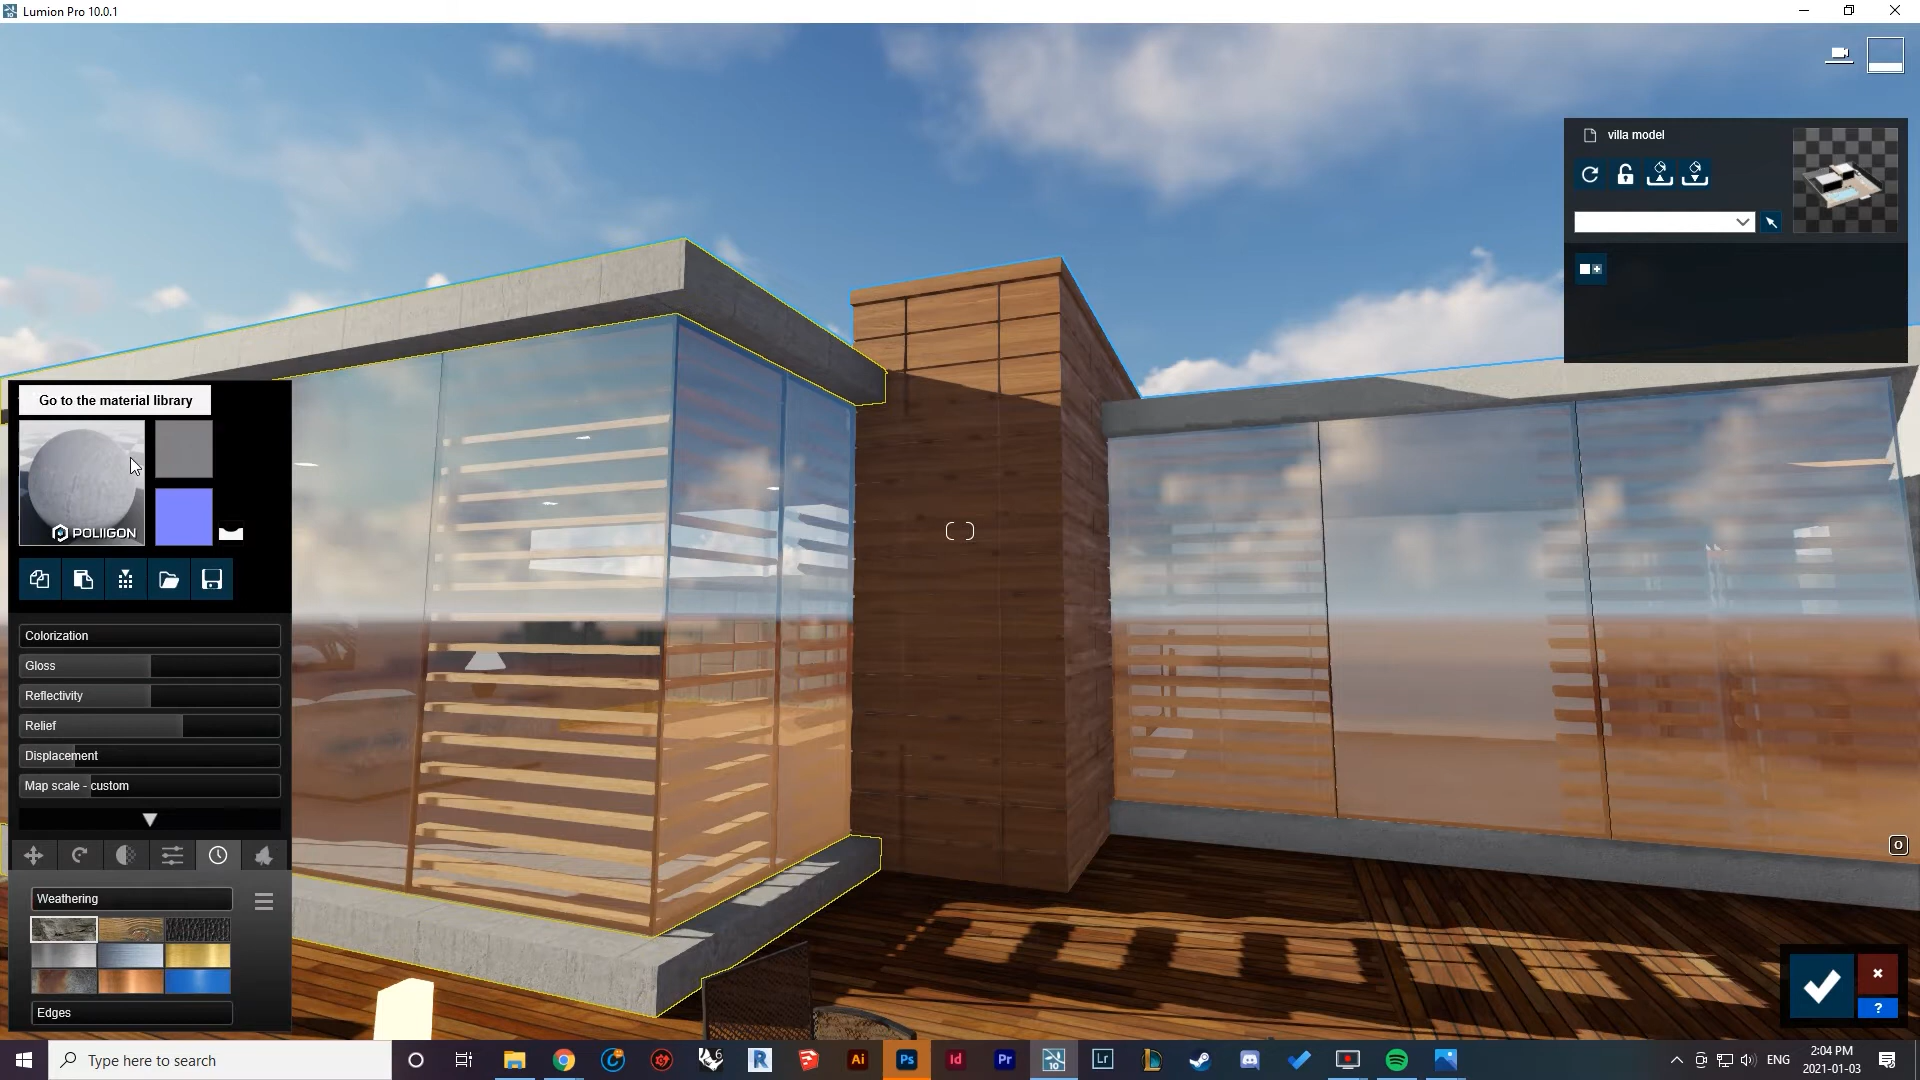 Lumion Pro 10.0.1
villa model
Go to the material library
POLIIGON
Colorization
Gloss
Reflectivity
Relief
Displacement
Map scale - custom
Weathering
Edges
O
?
Type here to search
6
R
Ai
Ps
Id
Pr
10
Lr
ENG
2:04 PM
2021-01-03